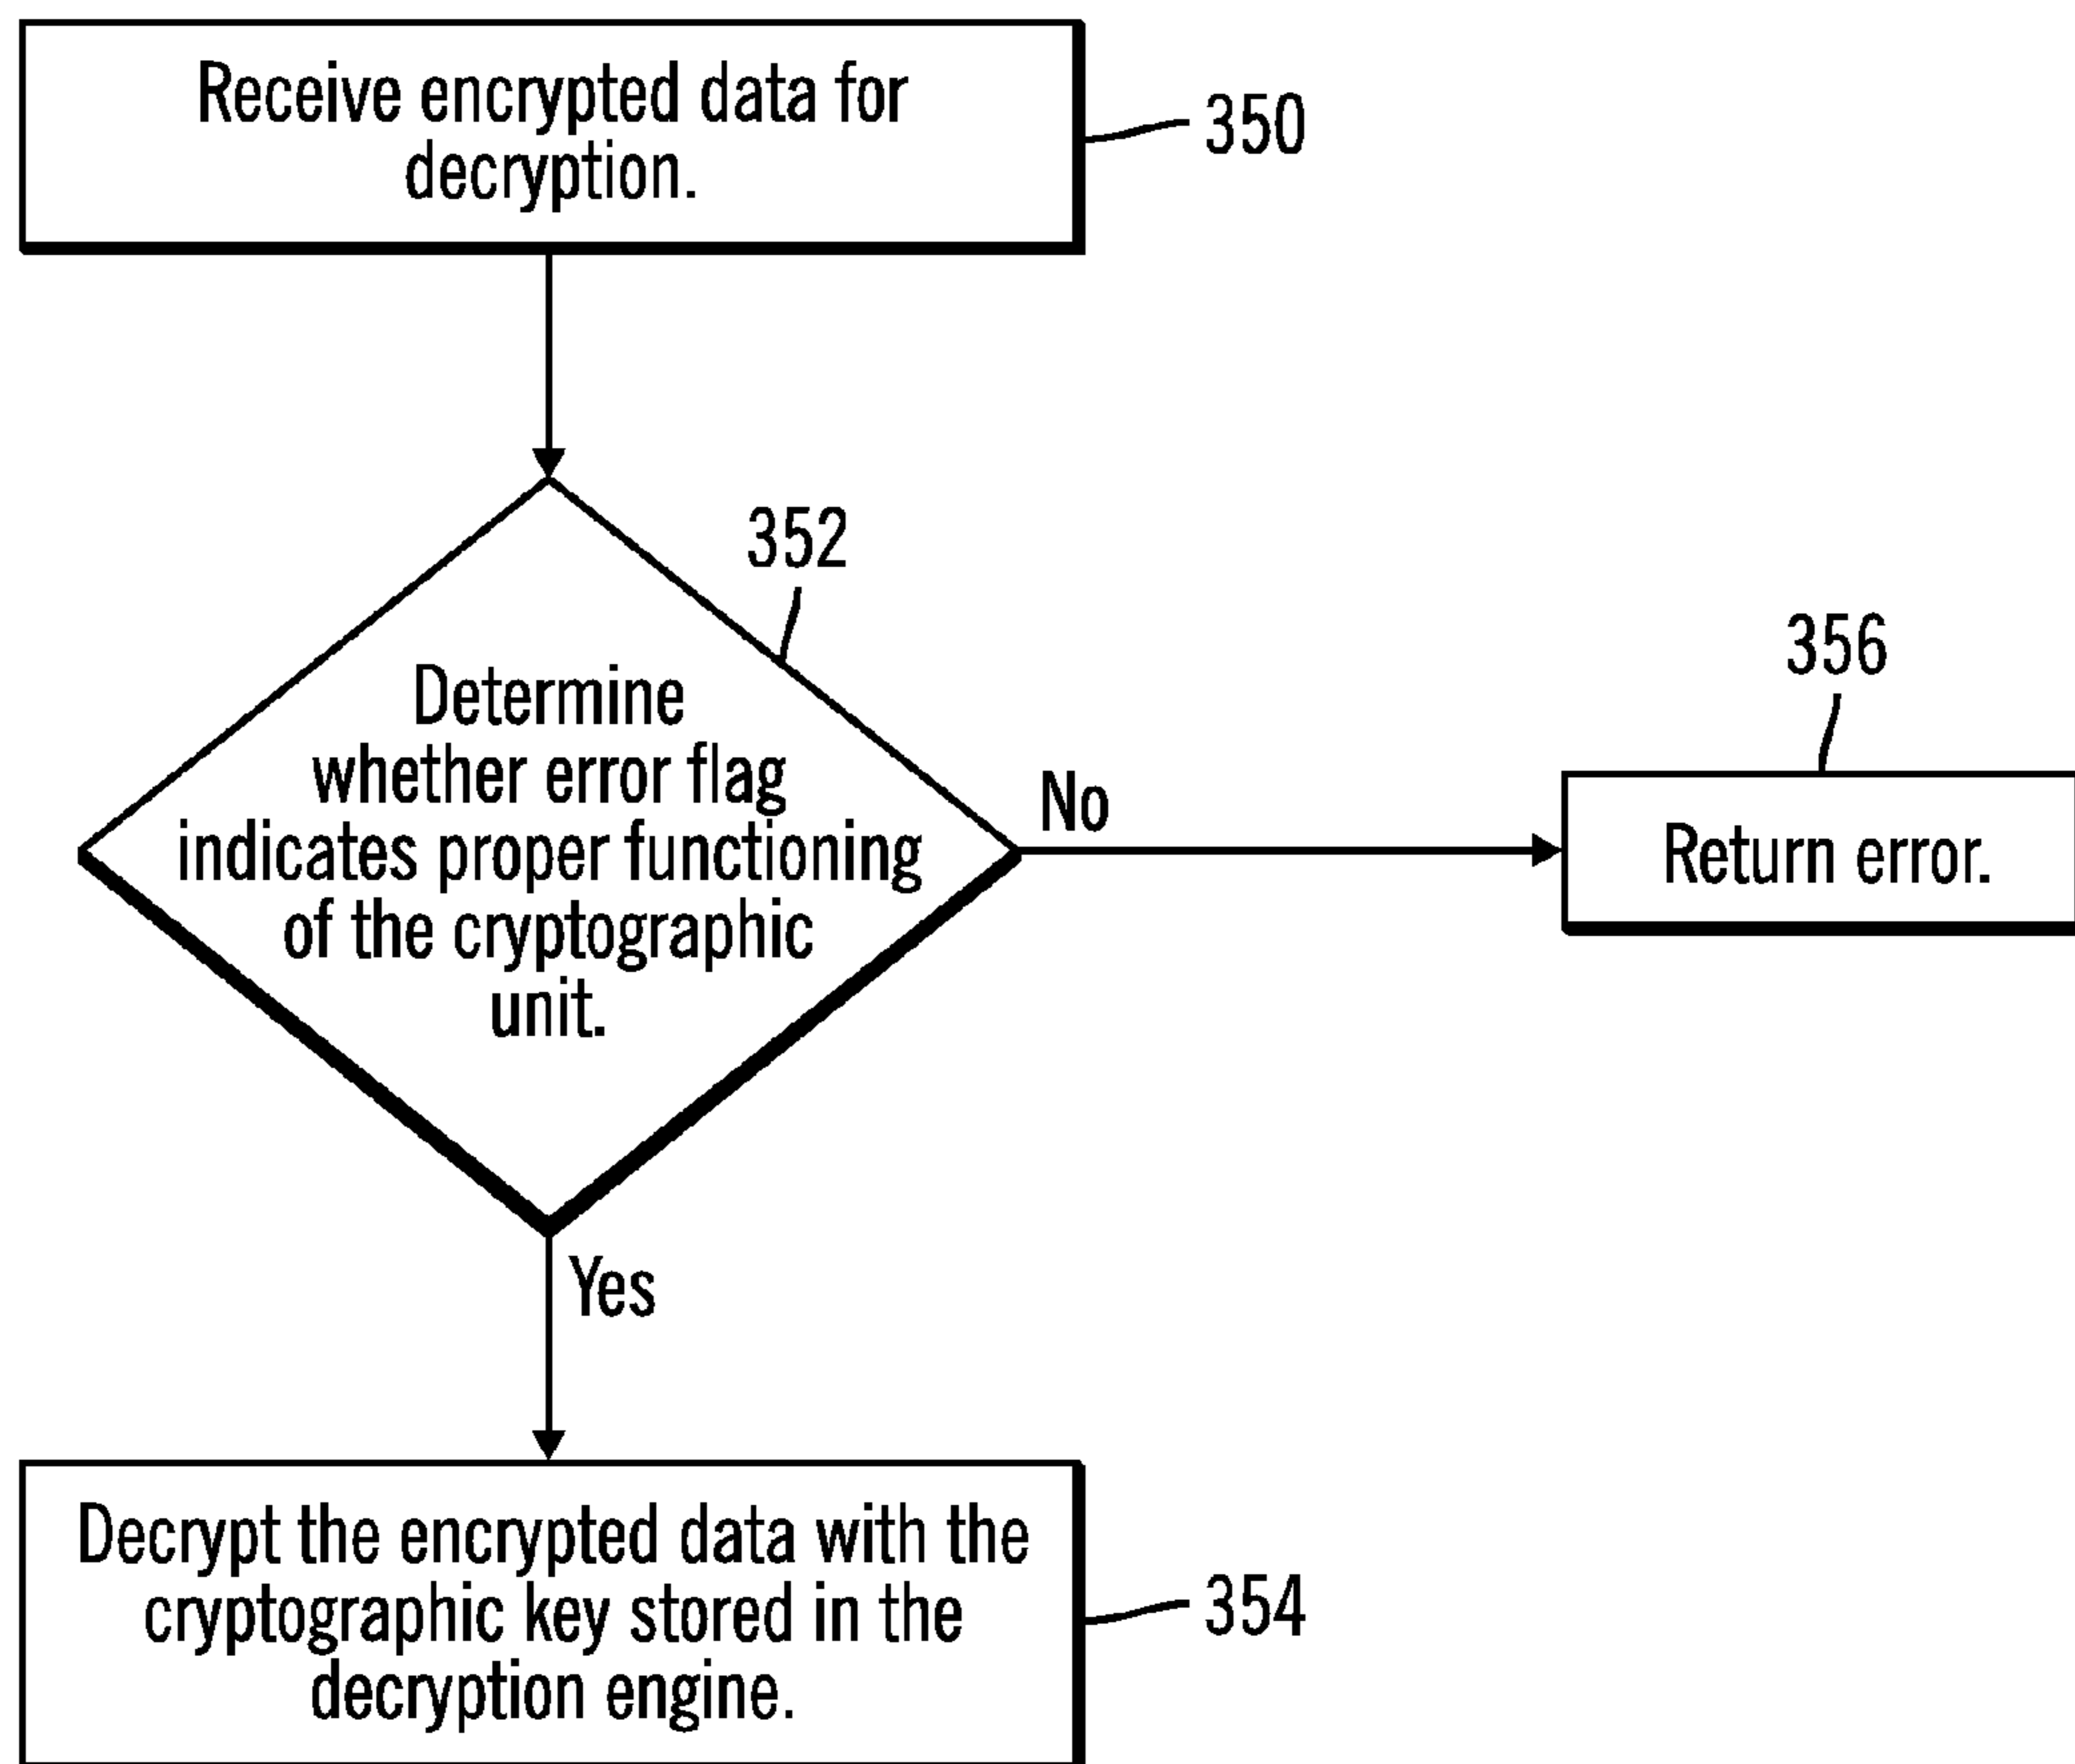 Receive encrypted data for
decryption.
350
352
Determine
whether error flag
indicates proper functioning
of the cryptographic
unit.
No
356
Return error.
Yes
Decrypt the encrypted data with the
cryptographic key stored in the
decryption engine.
354